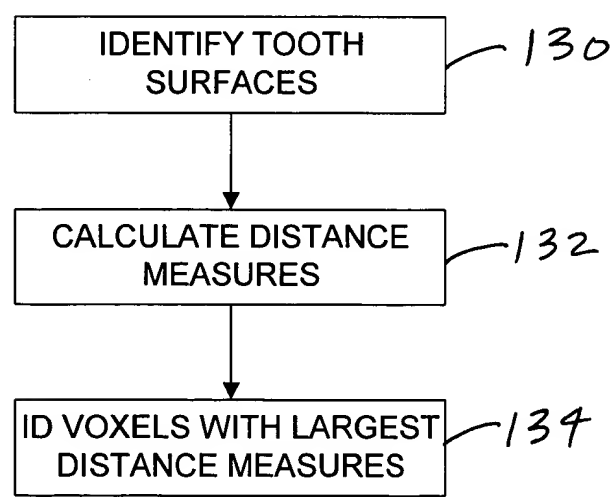 IDENTIFY TOOTH
SURFACES
130
CALCULATE DISTANCE
MEASURES
132
ID VOXELS WITH LARGEST
DISTANCE MEASURES
134